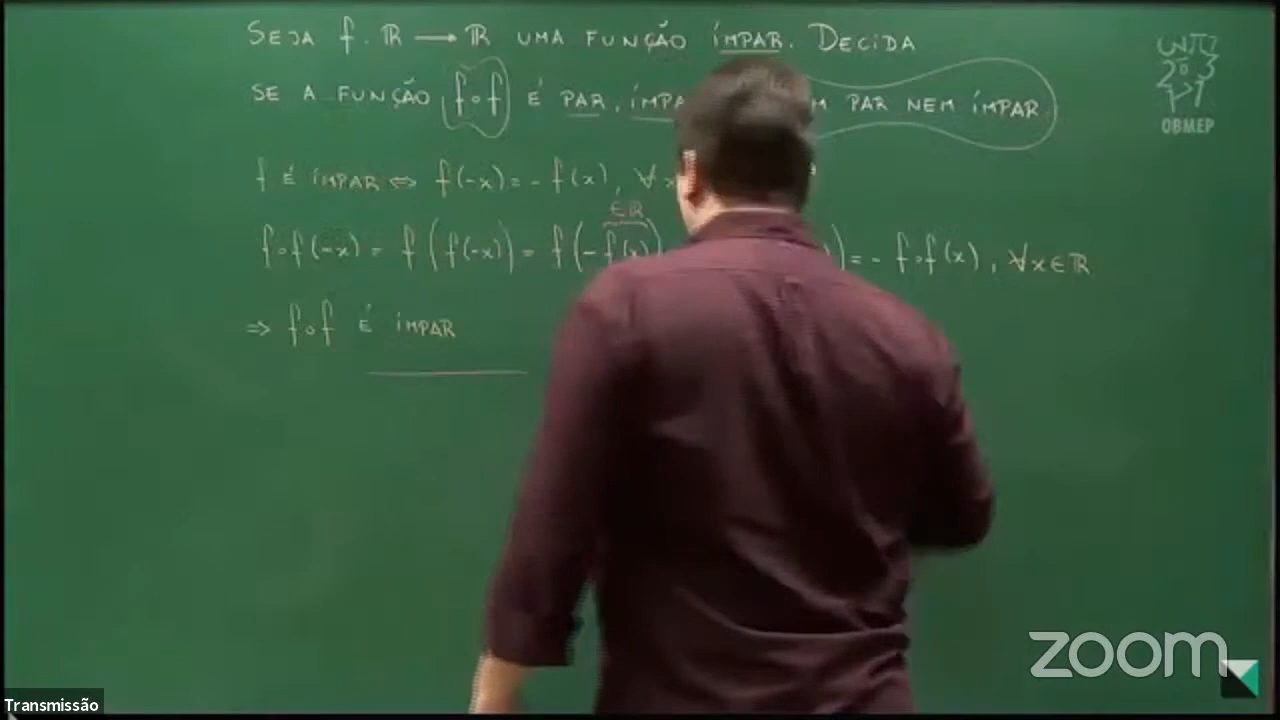 SEJA f: ℝ → ℝ UMA FUNÇÃO ÍMPAR. DECIDA
SE A FUNÇÃO f∘f É PAR, ÍMPA PAR NEM ÍMPAR.
f É ÍMPAR ⇔ f(-x) = - f(x), ∀x
∈ℝ
f∘f(-x) = f(f(-x)) = f(-f(x)) ) = - f∘f(x), ∀x∈ℝ
⇒ f∘f É ÍMPAR
OBMEP
zoom
Transmissão